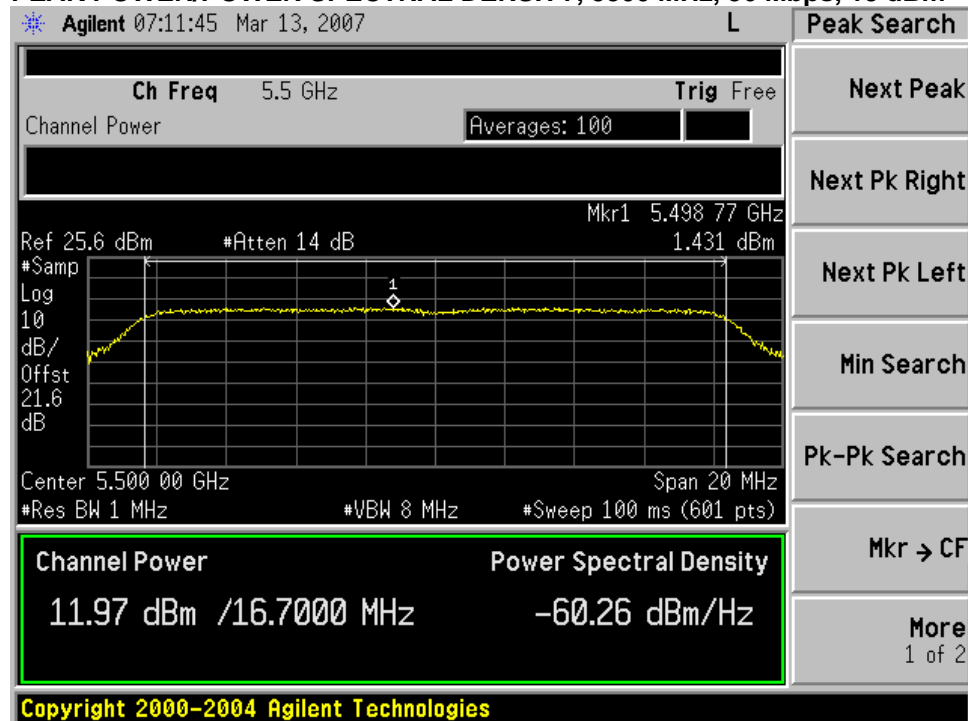 Agilent 07:11:45 Mar 13, 2007 L Peak Search
Ch Freq 5.5 GHz Trig Free
Channel Power Averages: 100
Next Peak
Next Pk Right
Mkr1 5.498 77 GHz
Ref 25.6 dBm #Atten 14 dB 1.431 dBm
#Samp
Log
10
dB/
Offst
21.6
dB
1
Next Pk Left
Min Search
Pk-Pk Search
Center 5.500 00 GHz Span 20 MHz
#Res BW 1 MHz #VBW 8 MHz #Sweep 100 ms (601 pts)
Channel Power Power Spectral Density
11.97 dBm /16.7000 MHz -60.26 dBm/Hz
Mkr → CF
More
1 of 2
Copyright 2000-2004 Agilent Technologies